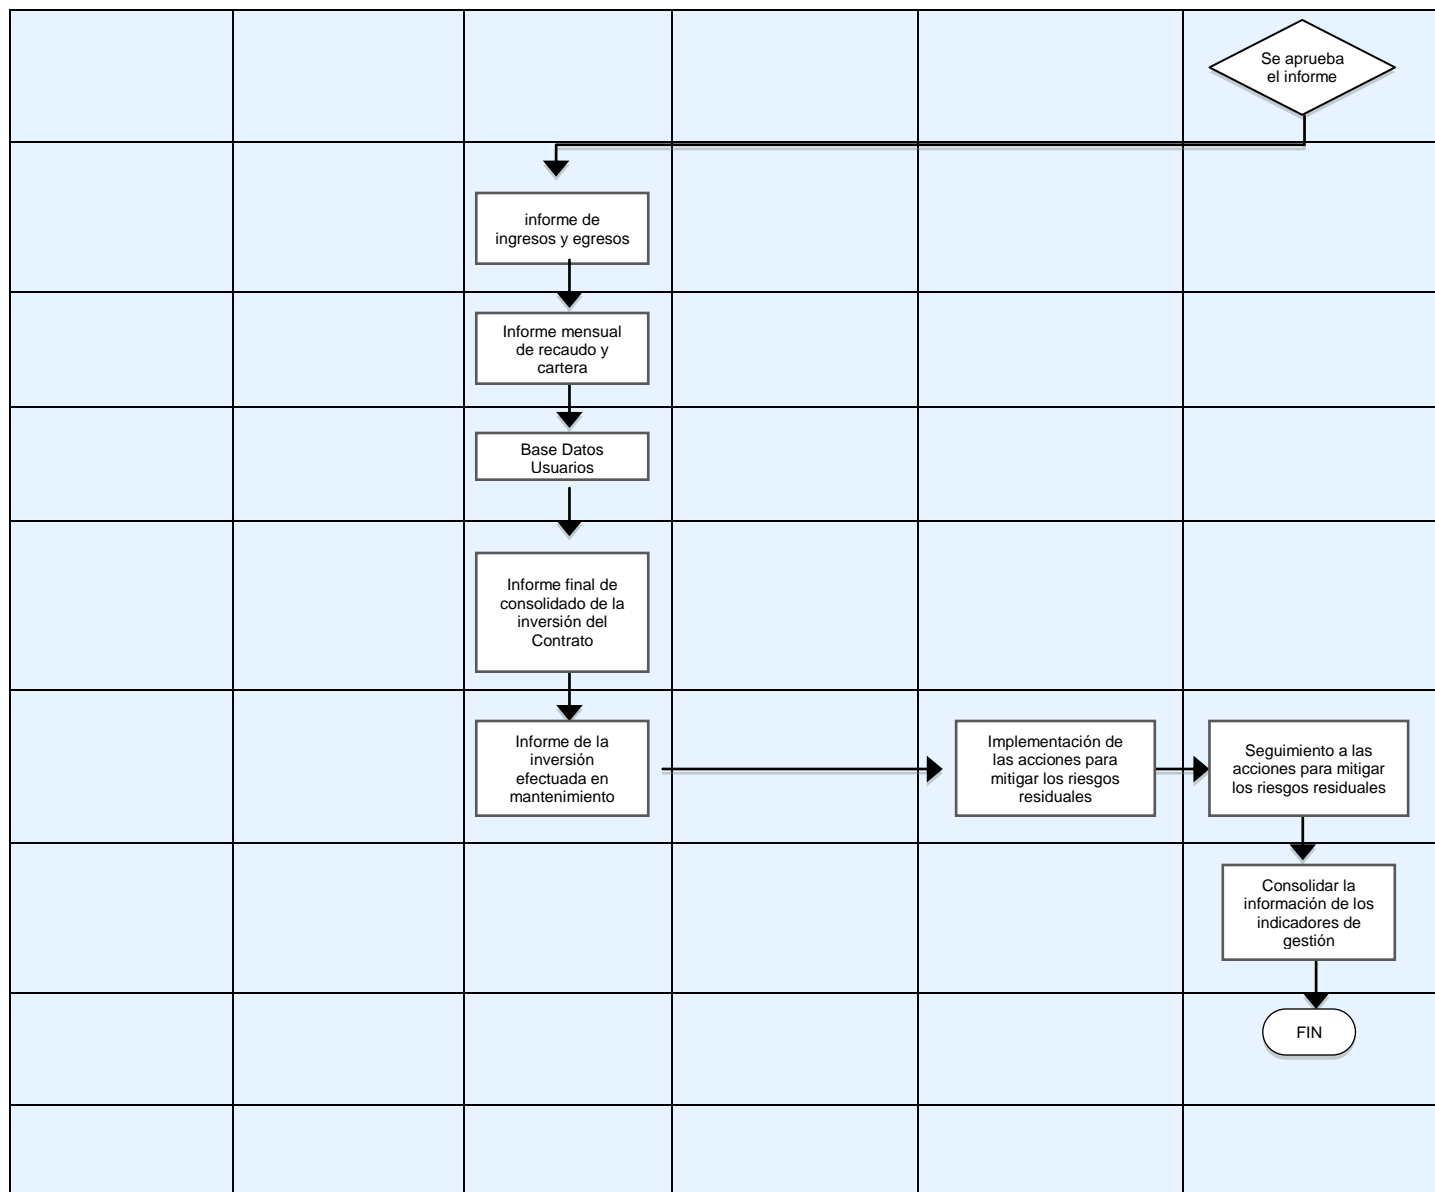 Se aprueba
el informe
informe de
ingresos y egresos
Informe mensual
de recaudo y
cartera
Base Datos
Usuarios
Informe final de
consolidado de la
inversión del
Contrato
Informe de la
inversión
efectuada en
mantenimiento
Implementación de
las acciones para
mitigar los riesgos
residuales
Seguimiento a las
acciones para mitigar
los riesgos residuales
Consolidar la
información de los
indicadores de
gestión
FIN